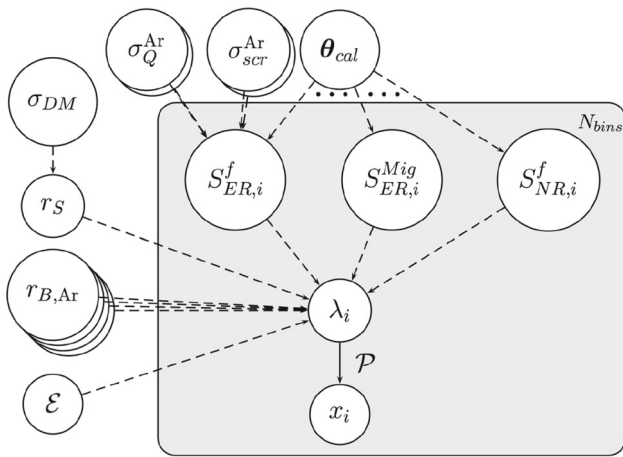 σ_Q^Ar
σ_scr^Ar
θ_cal
σ_DM
N_bins
S_ER,i^f
S_ER,i^Mig
S_NR,i^f
r_S
r_B,Ar
λ_i
𝒫
ℰ
x_i